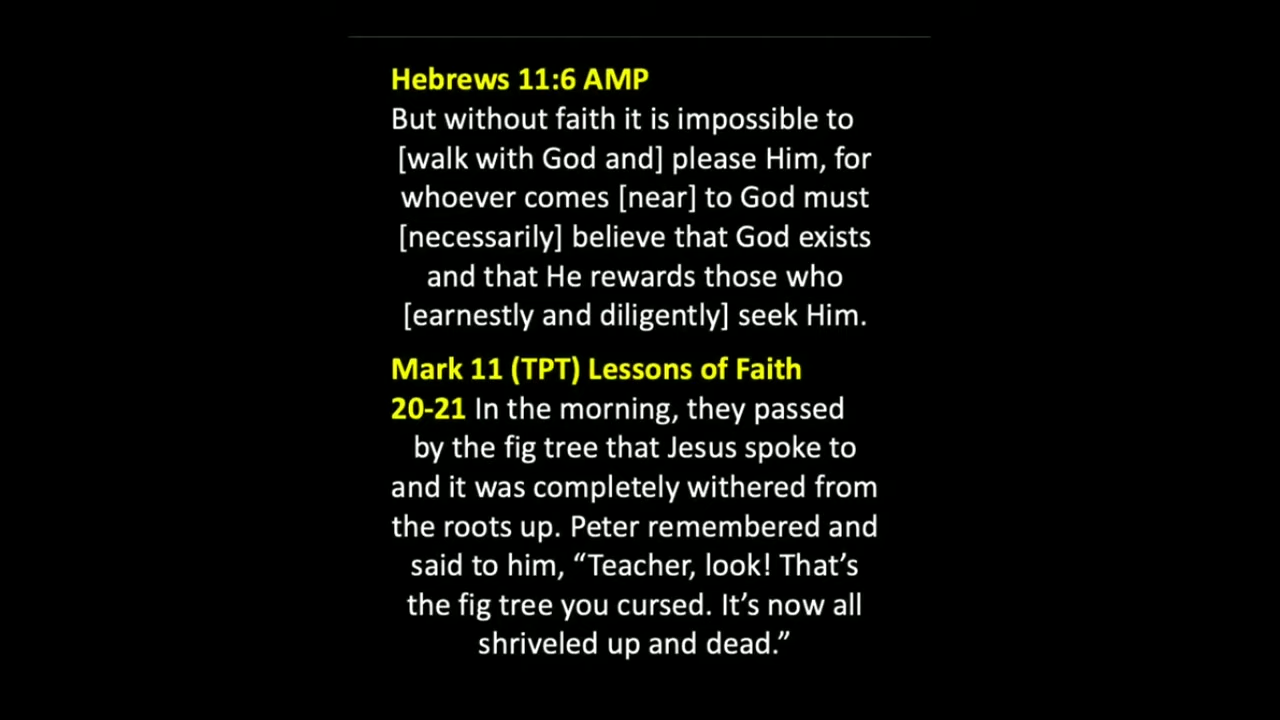 Hebrews 11:6 AMP
But without faith it is impossible to
[walk with God and] please Him, for
whoever comes [near] to God must
[necessarily] believe that God exists
and that He rewards those who
[earnestly and diligently] seek Him.
Mark 11 (TPT) Lessons of Faith
20-21 In the morning, they passed
by the fig tree that Jesus spoke to
and it was completely withered from
the roots up. Peter remembered and
said to him, “Teacher, look! That’s
the fig tree you cursed. It’s now all
shriveled up and dead.”